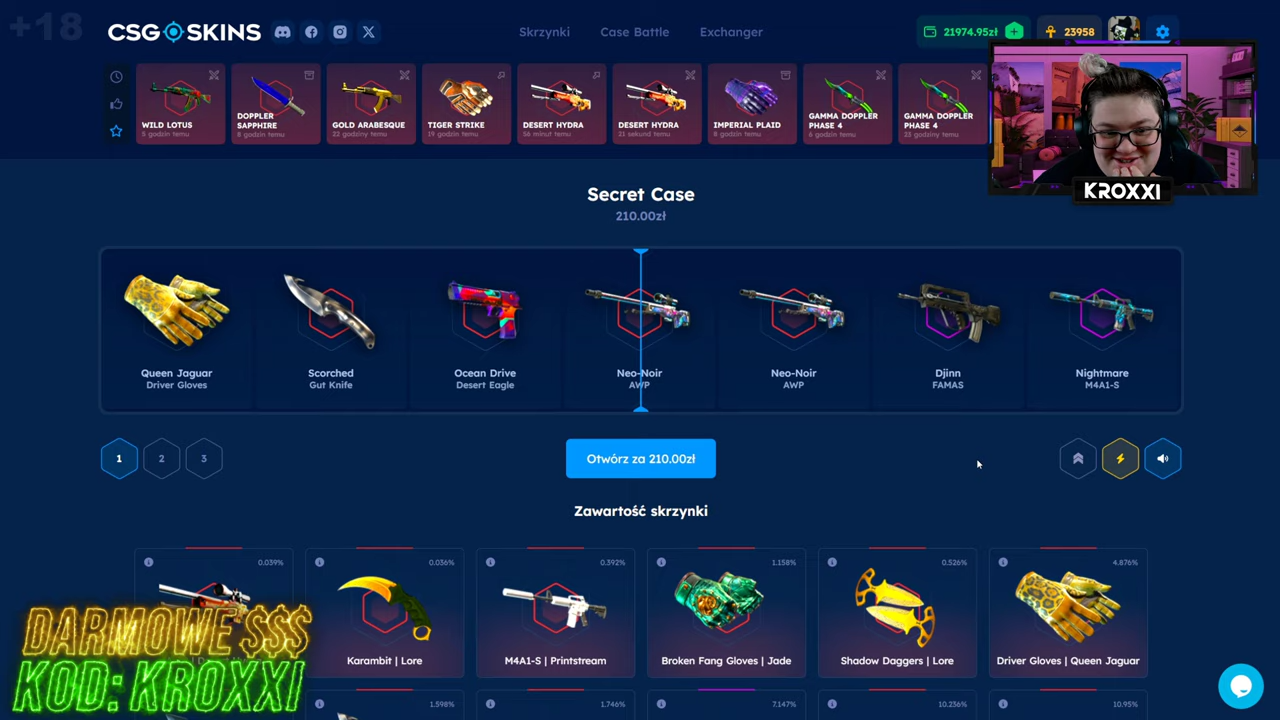 +18
CSG SKINS
Skrzynki
Case Battle
Exchanger
21974.95zł
23958
WILD LOTUS
5 godzin temu
DOPPLER SAPPHIRE
8 godzin temu
GOLD ARABESQUE
22 godziny temu
TIGER STRIKE
19 godzin temu
DESERT HYDRA
56 minut temu
DESERT HYDRA
21 sekund temu
IMPERIAL PLAID
8 godzin temu
GAMMA DOPPLER PHASE 4
6 godzin temu
GAMMA DOPPLER PHASE 4
23 godziny temu
KROXXI
Secret Case
210.00zł
Queen Jaguar
Driver Gloves
Scorched
Gut Knife
Ocean Drive
Desert Eagle
Neo-Noir
AWP
Neo-Noir
AWP
Djinn
FAMAS
Nightmare
M4A1-S
1
2
3
Otwórz za 210.00zł
Zawartość skrzynki
0.039%
0.036%
Karambit | Lore
0.392%
M4A1-S | Printstream
1.158%
Broken Fang Gloves | Jade
0.526%
Shadow Daggers | Lore
4.876%
Driver Gloves | Queen Jaguar
DARMOWE $$$
KOD: KROXXI
1.598%
1.746%
7.147%
10.236%
10.95%